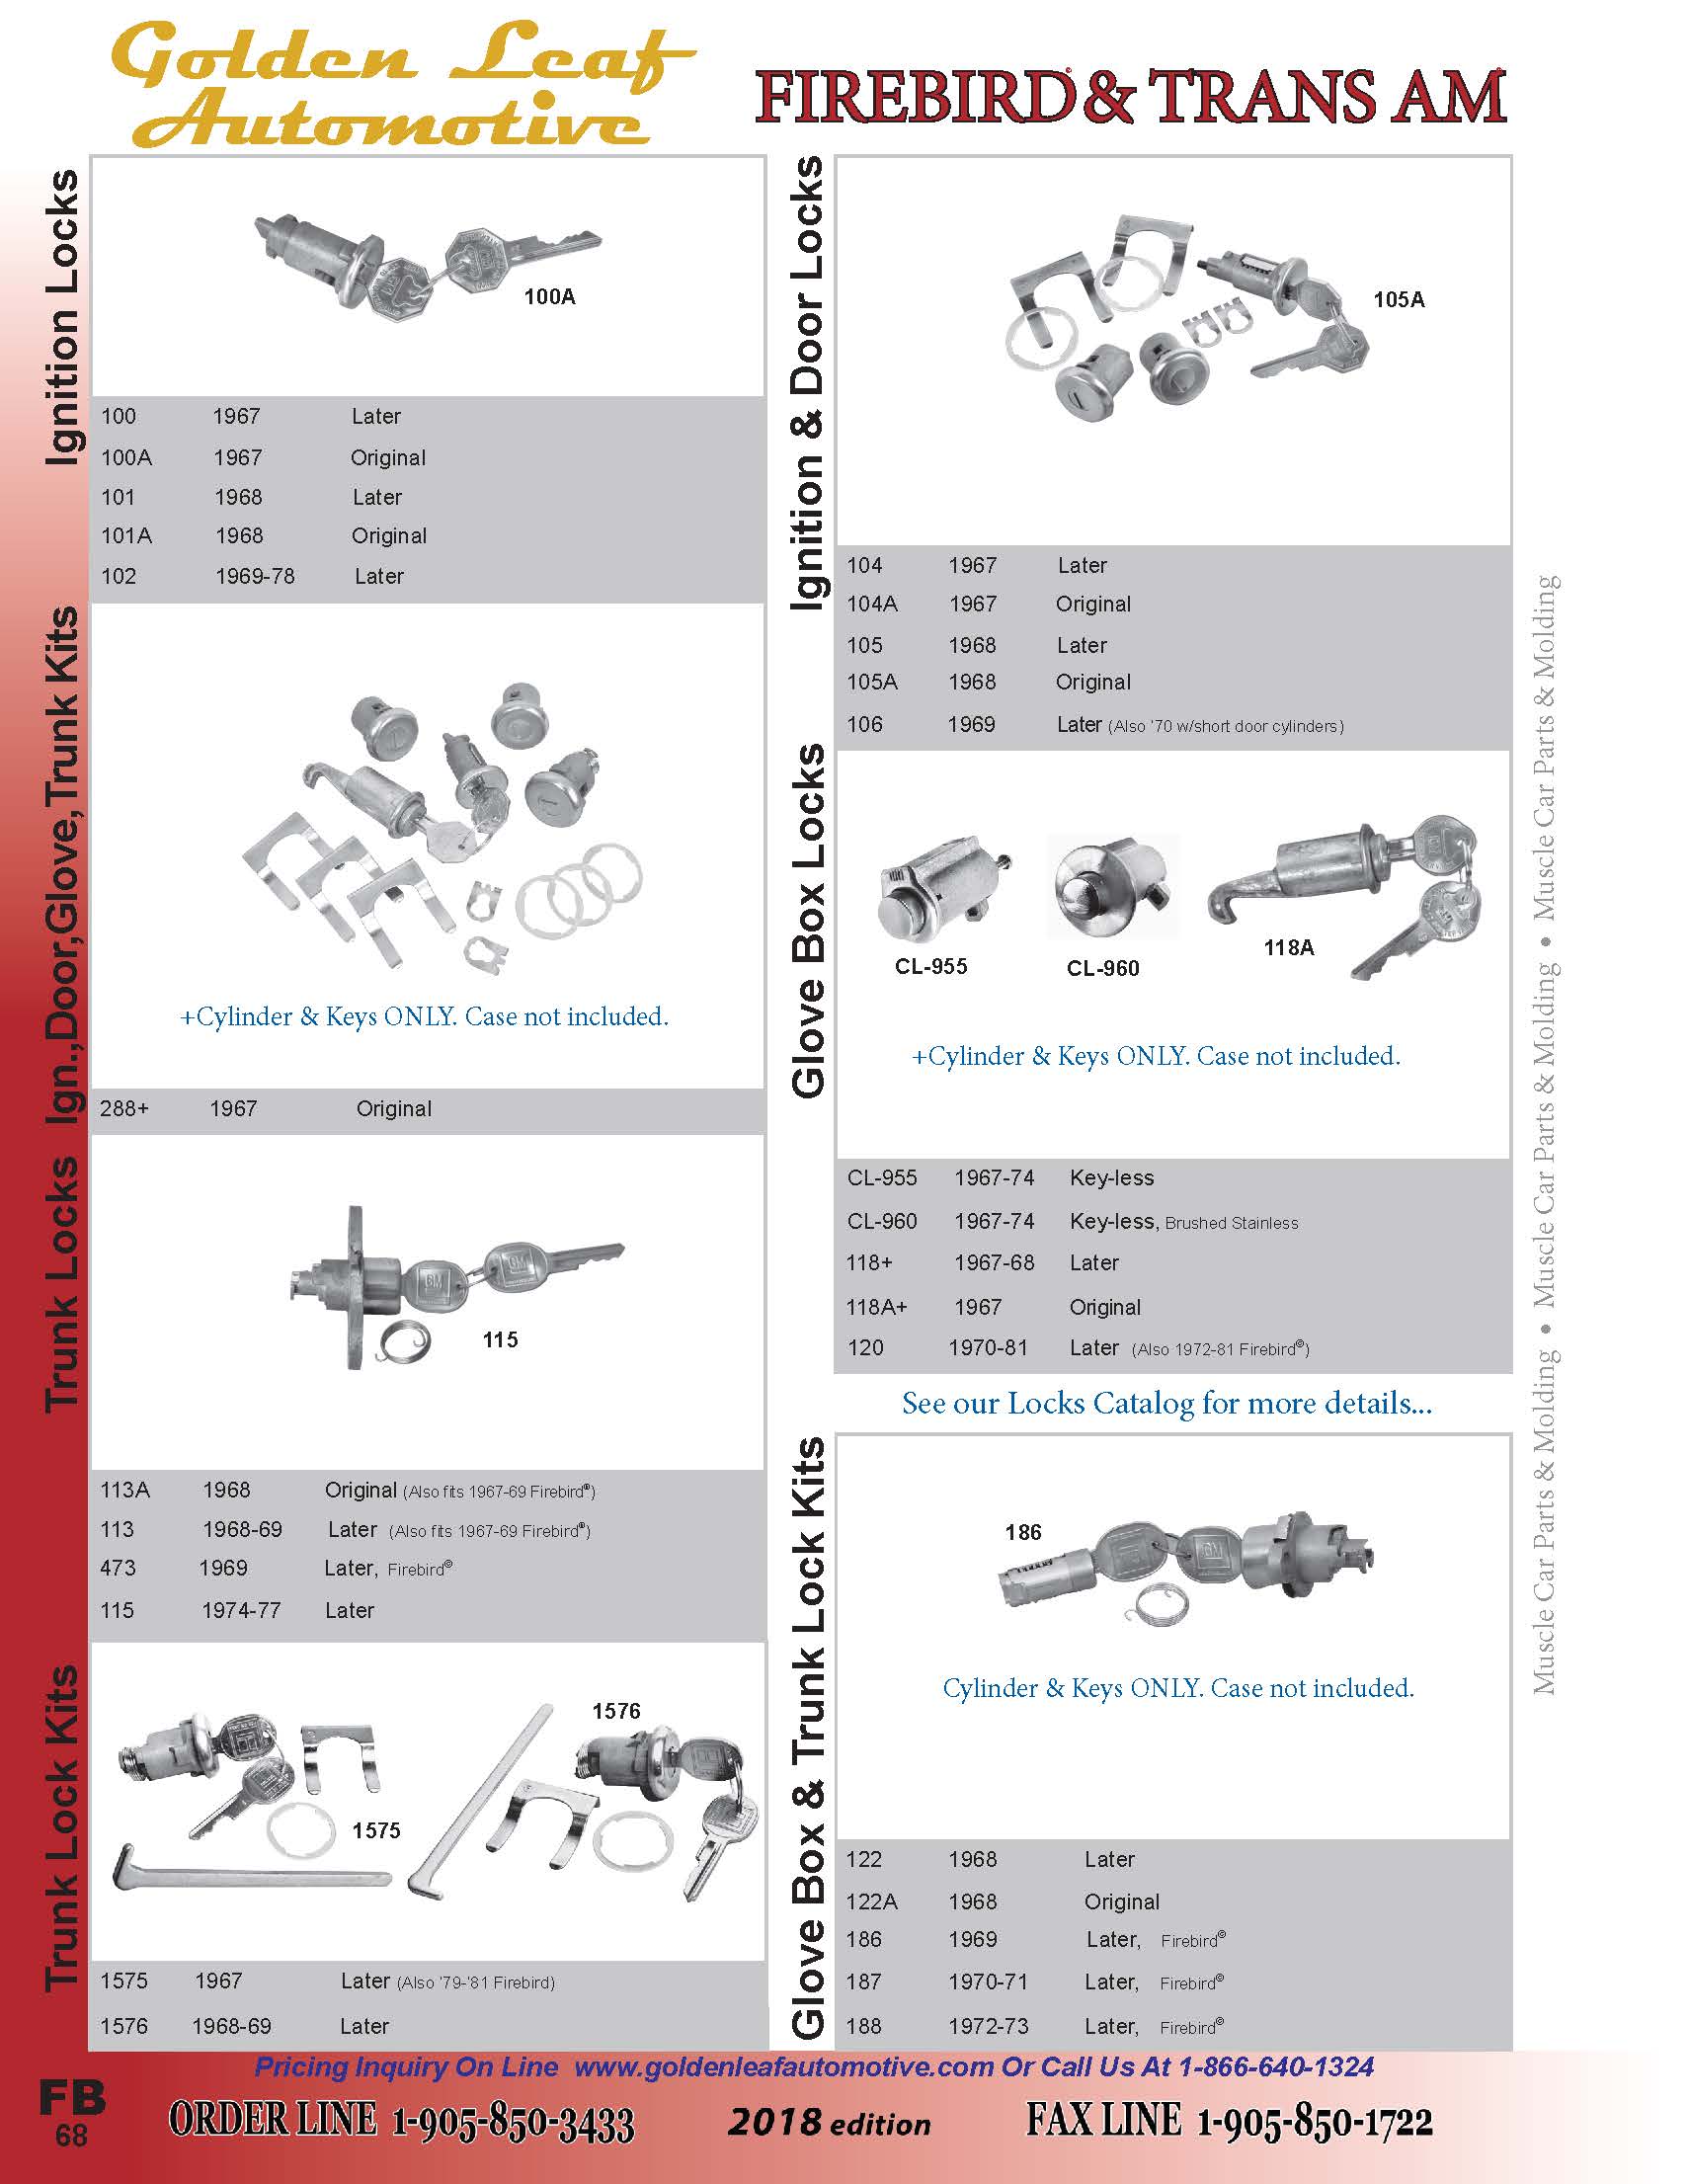 Golden Leaf
Automotive
FIREBIRD® & TRANS AM®
Ignition Locks
100A
100 1967 Later
100A 1967 Original
101 1968 Later
101A 1968 Original
102 1969-78 Later
Ign.,Door,Glove,Trunk Kits
+Cylinder & Keys ONLY. Case not included.
288+ 1967 Original
Trunk Locks
115
113A 1968 Original (Also fits 1967-69 Firebird®)
113 1968-69 Later (Also fits 1967-69 Firebird®)
473 1969 Later, Firebird©
115 1974-77 Later
Trunk Lock Kits
1576
1575
1575 1967 Later (Also '79-'81 Firebird)
1576 1968-69 Later
Ignition & Door Locks
105A
104 1967 Later
104A 1967 Original
105 1968 Later
105A 1968 Original
106 1969 Later (Also '70 w/short door cylinders)
Glove Box Locks
CL-955
CL-960
118A
+Cylinder & Keys ONLY. Case not included.
CL-955 1967-74 Key-less
CL-960 1967-74 Key-less, Brushed Stainless
118+ 1967-68 Later
118A+ 1967 Original
120 1970-81 Later (Also 1972-81 Firebird©)
See our Locks Catalog for more details...
Glove Box & Trunk Lock Kits
186
Cylinder & Keys ONLY. Case not included.
122 1968 Later
122A 1968 Original
186 1969 Later, Firebird©
187 1970-71 Later, Firebird©
188 1972-73 Later, Firebird©
Muscle Car Parts & Molding • Muscle Car Parts & Molding • Muscle Car Parts & Molding
Pricing Inquiry On Line www.goldenleafautomotive.com Or Call Us At 1-866-640-1324
FB
68
ORDER LINE 1-905-850-3433
2018 edition
FAX LINE 1-905-850-1722